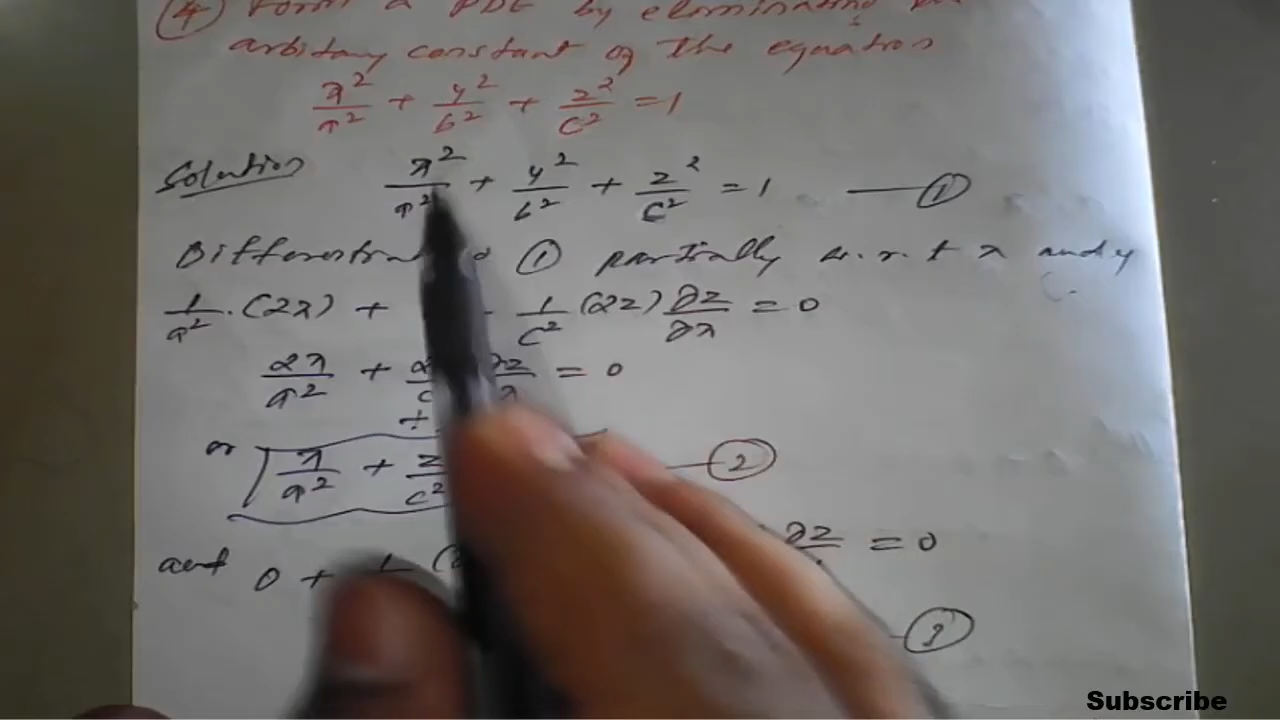 ④ Form a PDE by eliminating
arbitary constant of the equation
x²/a² + y²/b² + z²/c² = 1
Solution x²/a² + y²/b² + z²/c² = 1 —— ①
① partially w.r.t x and y
1/a² . (2x) + 1/c² (2z) ∂z/∂x = 0
2x/a² + = 0
or x/a² + z/c² —— ②
and 0 + ∂z = 0
—— ③
Subscribe